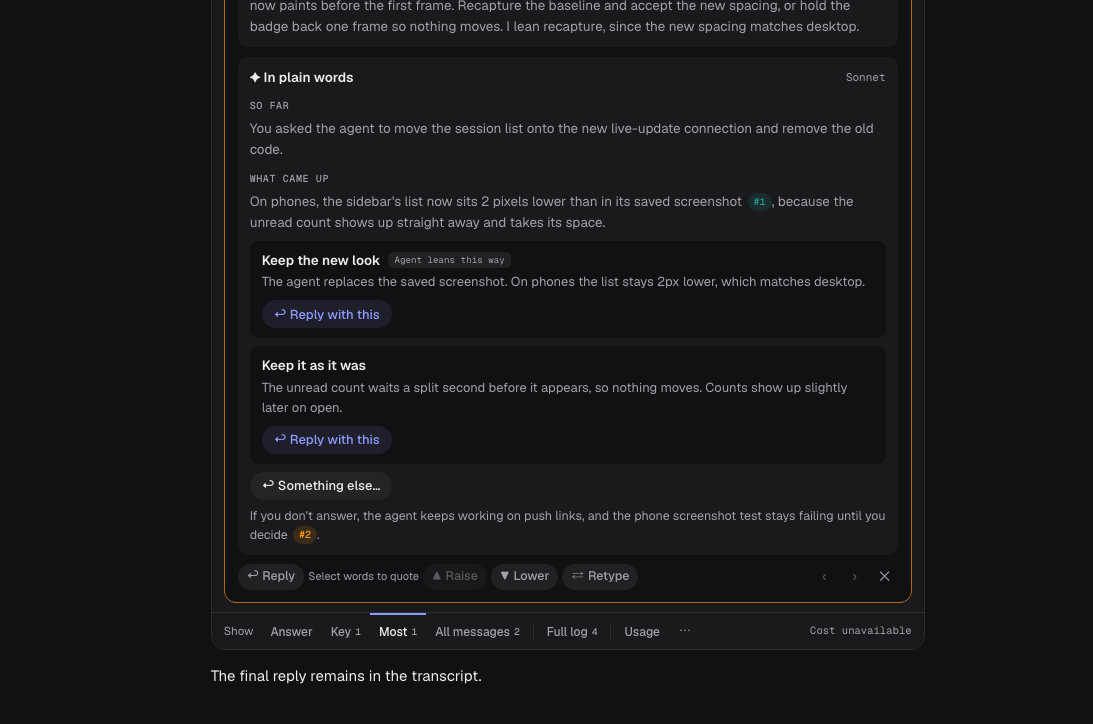 now paints before the first frame. Recapture the baseline and accept the new spacing, or hold the
badge back one frame so nothing moves. I lean recapture, since the new spacing matches desktop.
In plain words
Sonnet
SO FAR
You asked the agent to move the session list onto the new live-update connection and remove the old
code.
WHAT CAME UP
On phones, the sidebar's list now sits 2 pixels lower than in its saved screenshot #1, because the
unread count shows up straight away and takes its space.
Keep the new look Agent leans this way
The agent replaces the saved screenshot. On phones the list stays 2px lower, which matches desktop.
↩ Reply with this
Keep it as it was
The unread count waits a split second before it appears, so nothing moves. Counts show up slightly
later on open.
↩ Reply with this
↩ Something else…
If you don't answer, the agent keeps working on push links, and the phone screenshot test stays failing until you
decide #2.
↩ Reply Select words to quote ▲ Raise ▼ Lower ⇄ Retype ‹ › ×
Show Answer Key 1 Most 1 All messages 2 Full log 4 Usage ··· Cost unavailable
The final reply remains in the transcript.